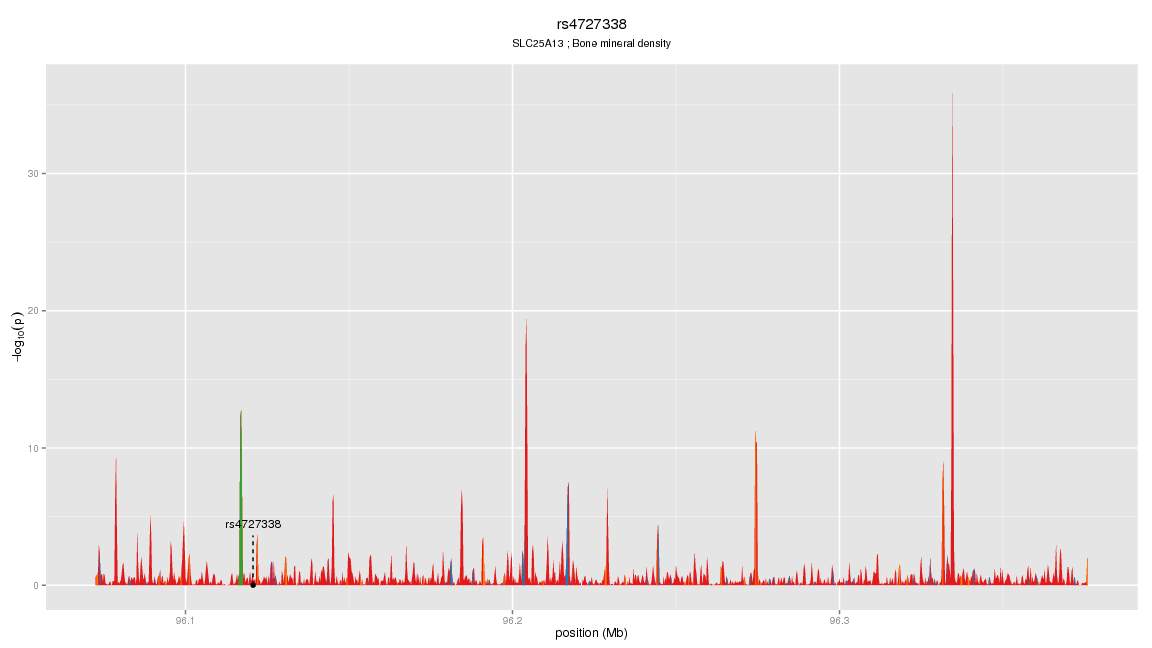 rs4727338
SLC25A13 ; Bone mineral density
30
20
10
0
−log10(p)
rs4727338
96.1
96.2
96.3
position (Mb)